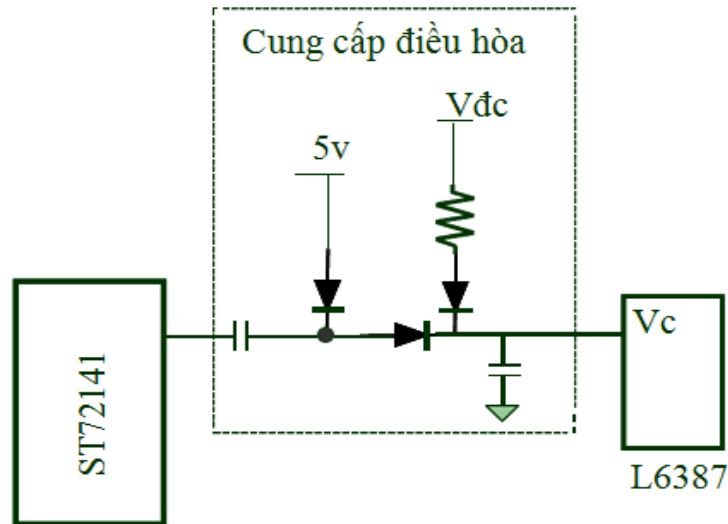 Cung cấp điều hòa
Vđc
5v
ST72141
Vc
L6387